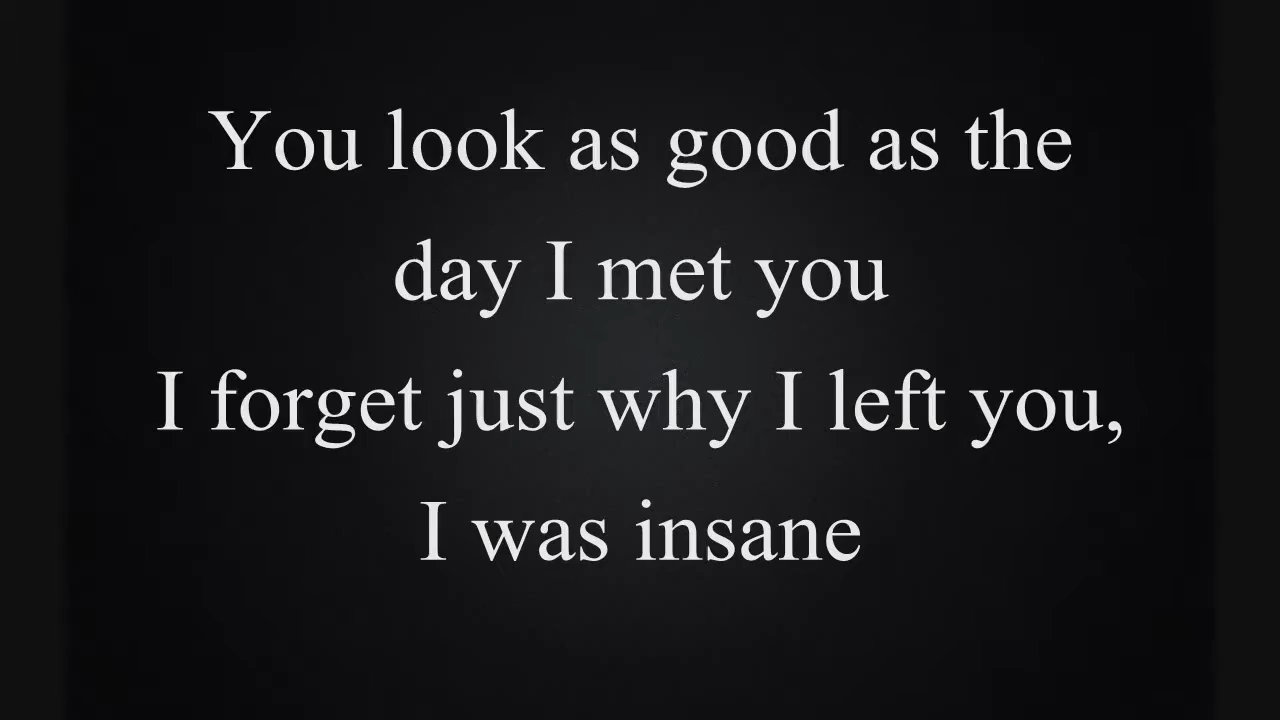 You look as good as the
day I met you
I forget just why I left you,
I was insane